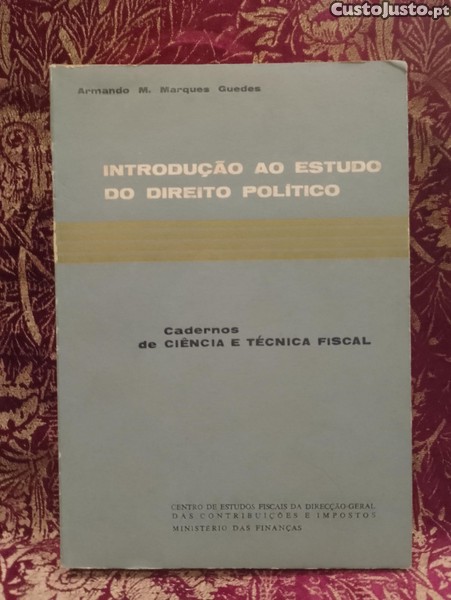 CustoJusto.pt
Armando M. Marques Guedes
INTRODUÇÃO AO ESTUDO
DO DIREITO POLÍTICO
Cadernos
de CIÊNCIA E TÉCNICA FISCAL
CENTRO DE ESTUDOS FISCAIS DA DIRECÇÃO-GERAL
DAS CONTRIBUIÇÕES E IMPOSTOS
MINISTÉRIO DAS FINANÇAS